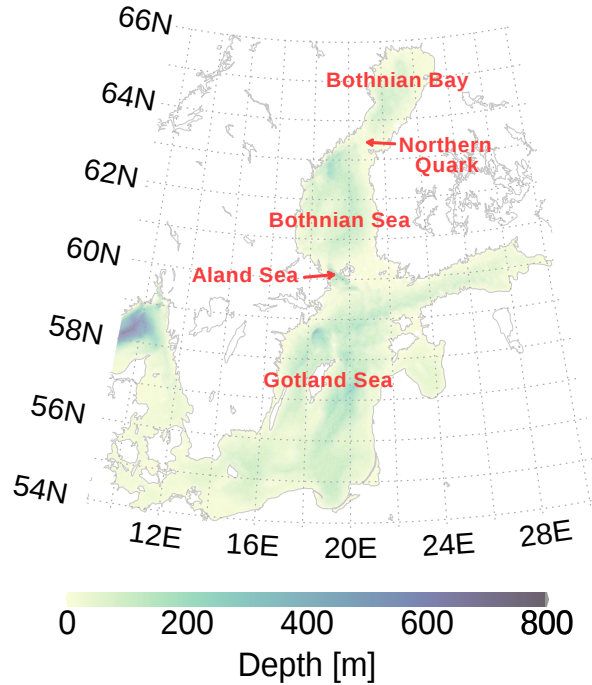 66N
Bothnian Bay
64N
Northern
Quark
62N
Bothnian Sea
60N
Aland Sea
58N
Gotland Sea
56N
54N
12E 16E 20E 24E 28E
0 200 400 600 800
Depth [m]